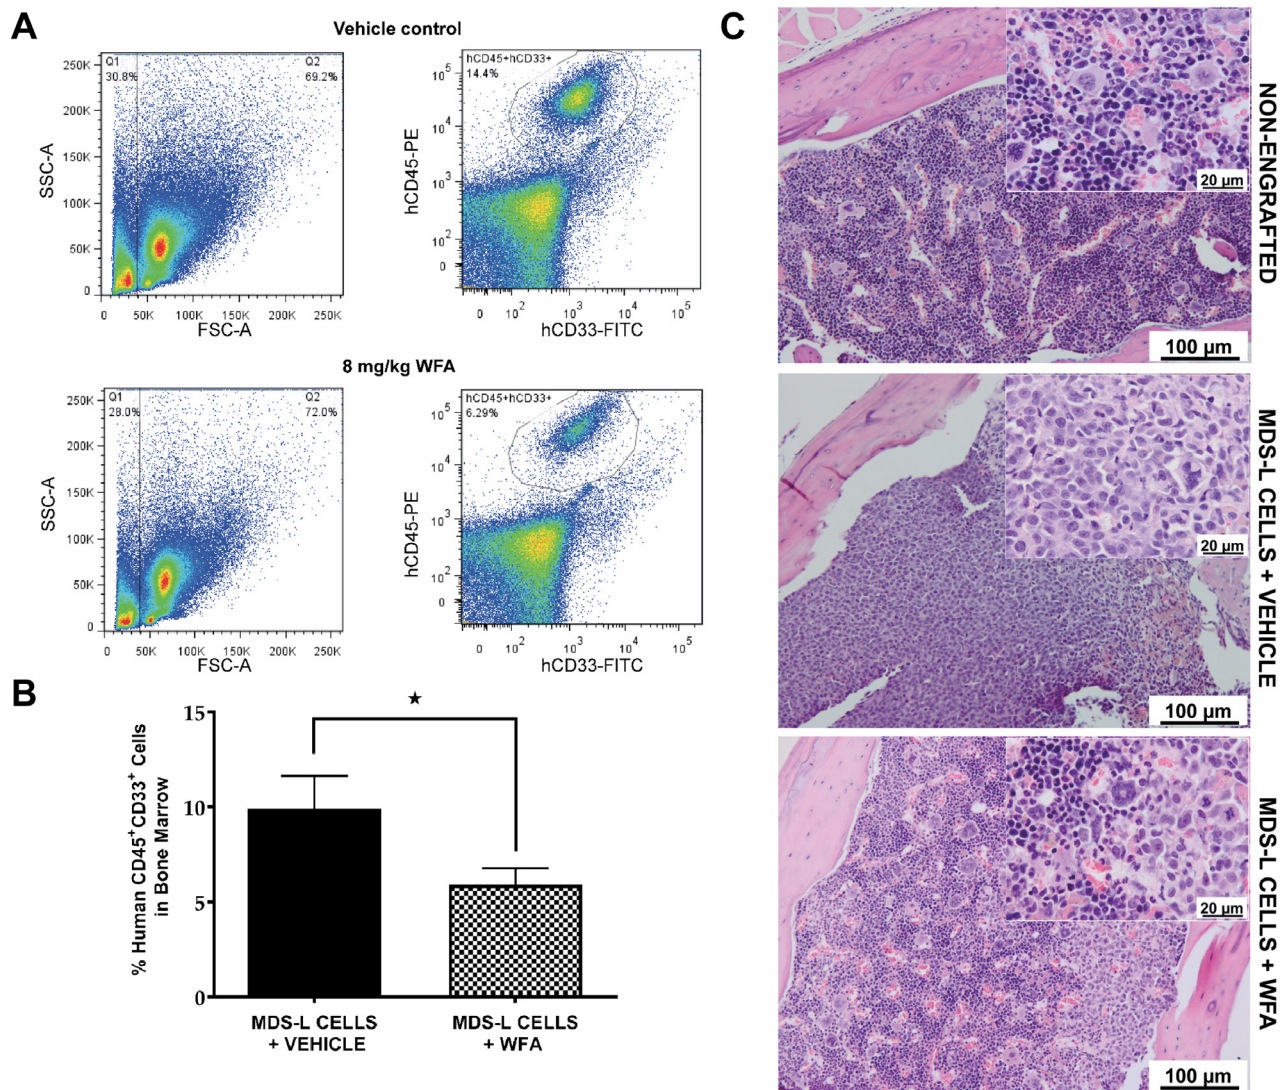 A
Vehicle control
Q1
30.8%
Q2
69.2%
250K
200K
150K
100K
50K
0
SSC-A
0 50K 100K 150K 200K 250K
FSC-A
hCD45+hCD33+
14.4%
10^5
10^4
10^3
10^2
0
hCD45-PE
0 10^2 10^3 10^4 10^5
hCD33-FITC
8 mg/kg WFA
Q1
28.0%
Q2
72.0%
250K
200K
150K
100K
50K
0
SSC-A
0 50K 100K 150K 200K 250K
FSC-A
hCD45+hCD33+
6.29%
10^5
10^4
10^3
10^2
0
hCD45-PE
0 10^2 10^3 10^4 10^5
hCD33-FITC
B
% Human CD45⁺CD33⁺ Cells
in Bone Marrow
15
10
5
0
★
MDS-L CELLS
+ VEHICLE
MDS-L CELLS
+ WFA
C
20 µm
100 µm
NON-ENGRAFTED
20 µm
100 µm
MDS-L CELLS + VEHICLE
20 µm
100 µm
MDS-L CELLS + WFA